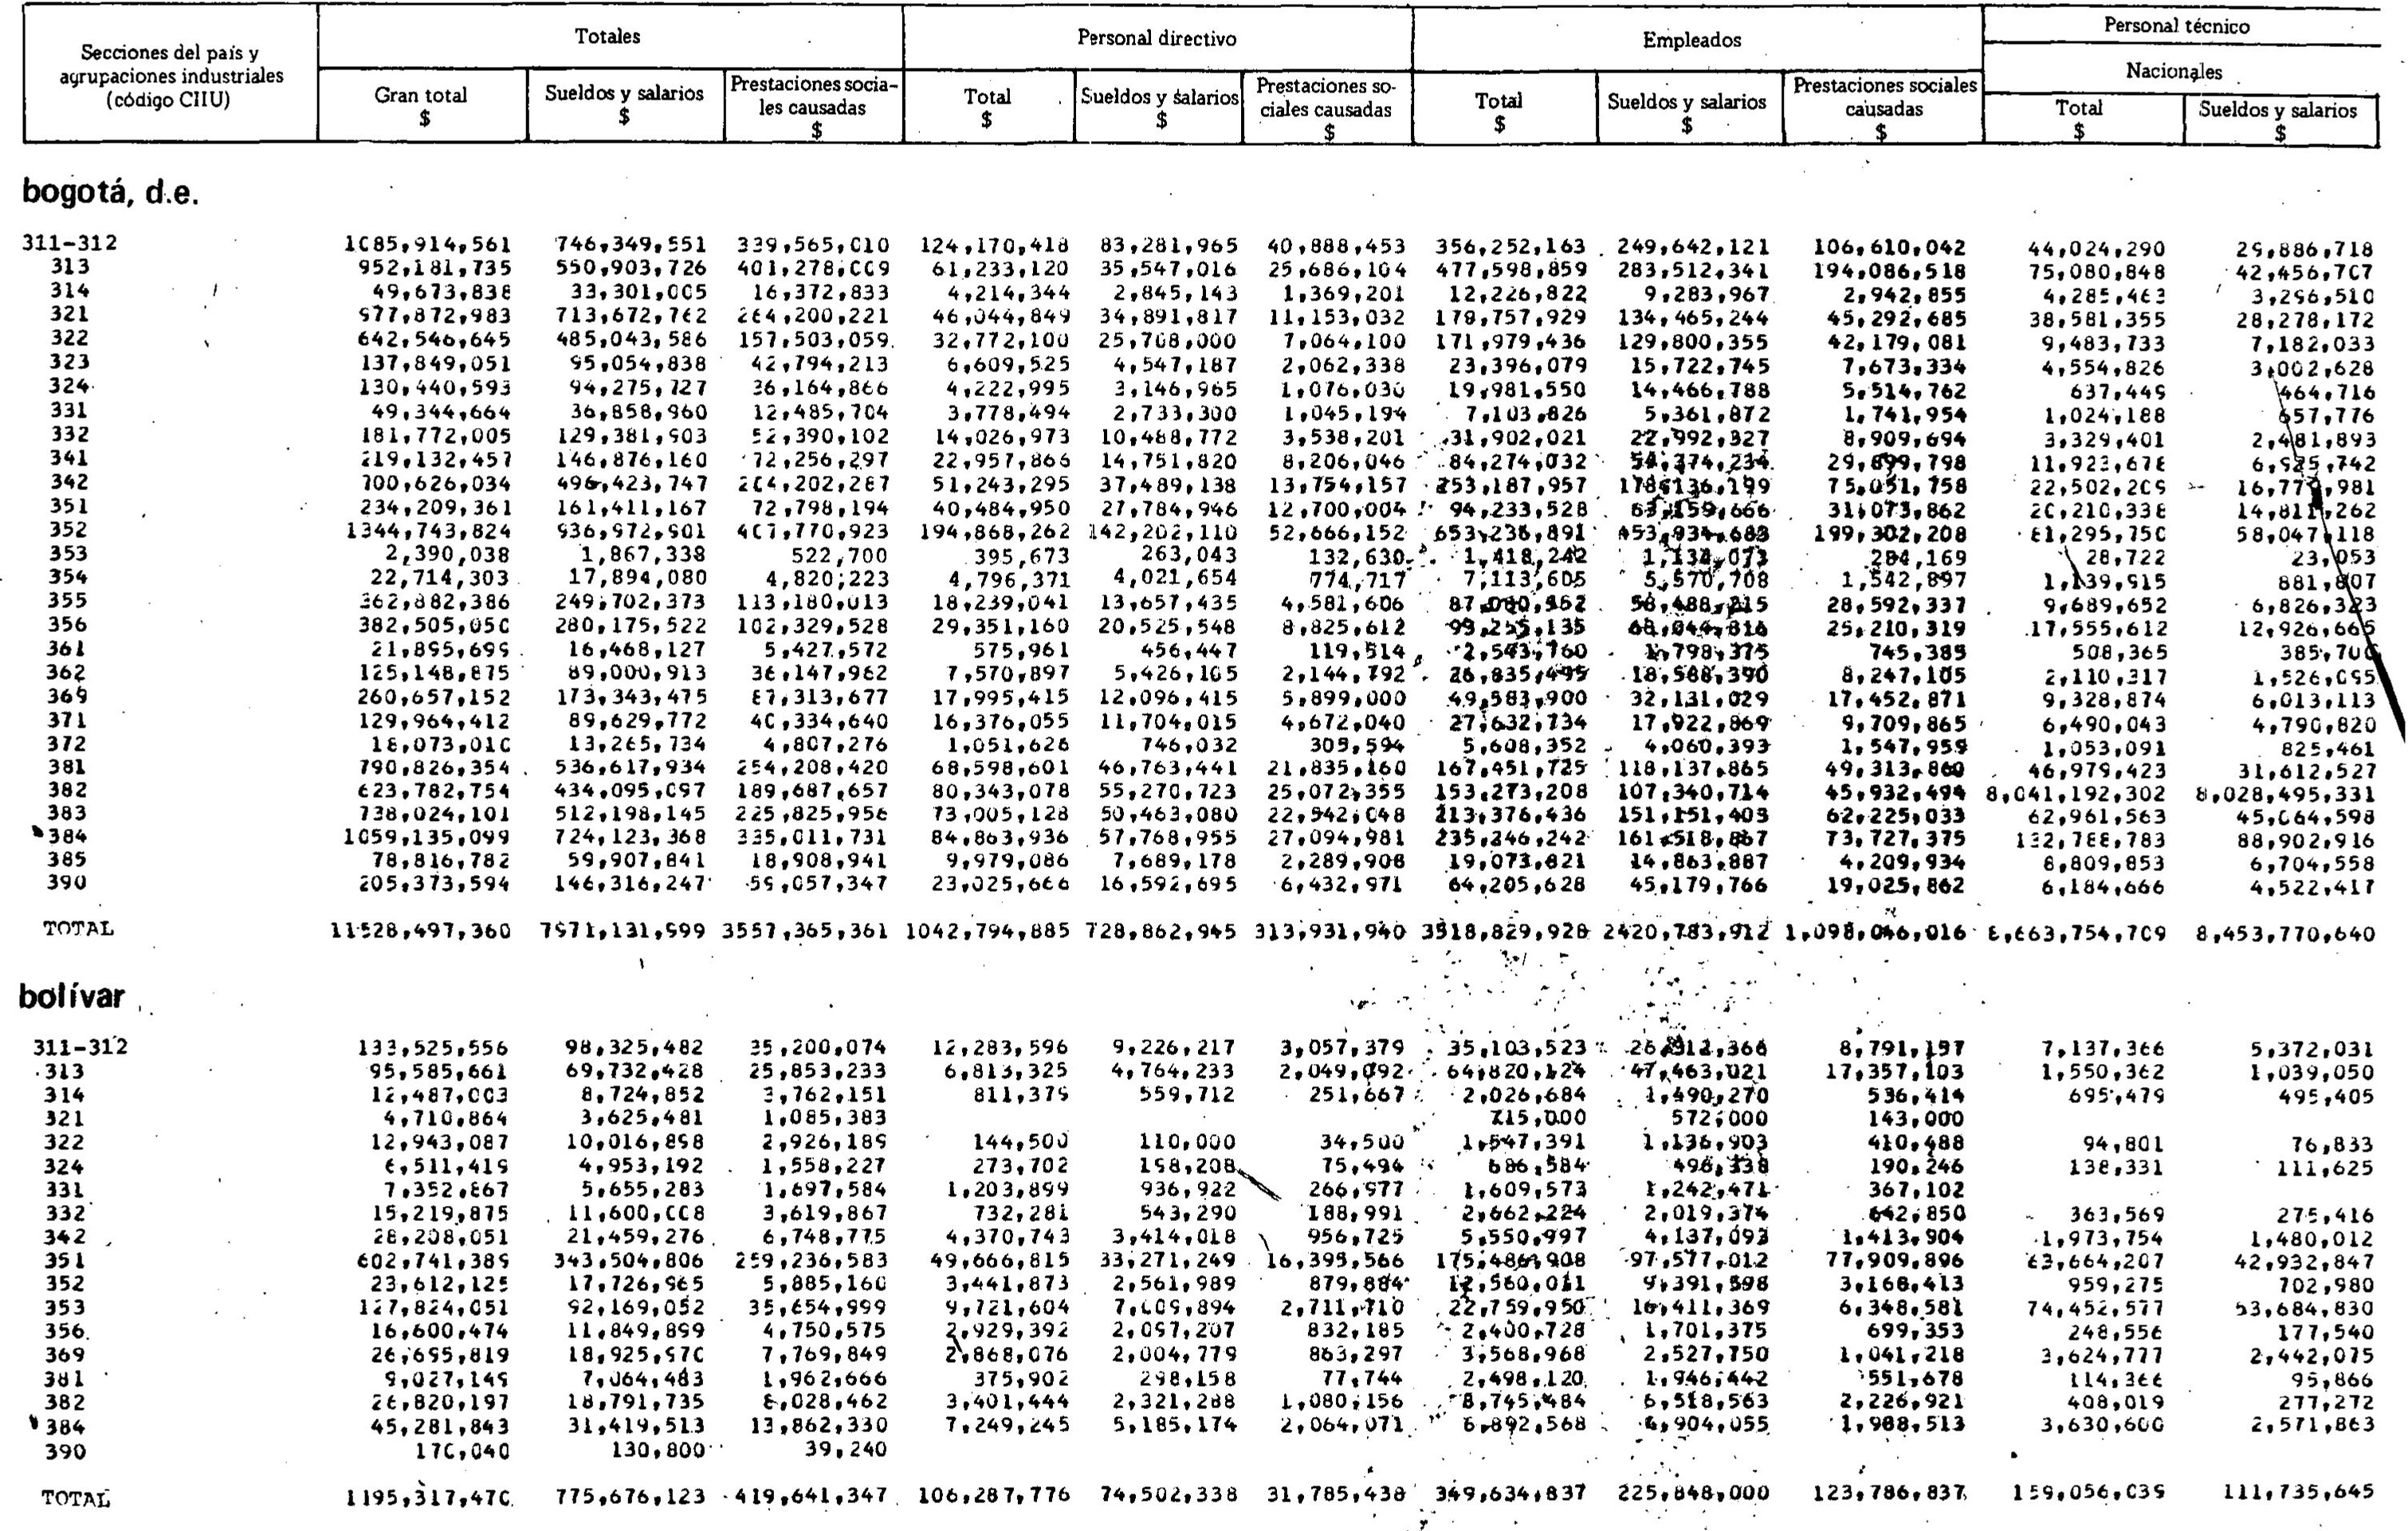 Secciones del país y agrupaciones industriales (código CIIU) Totales Personal directivo Empleados Personal técnico
Nacionales
Gran total $ Sueldos y salarios $ Prestaciones sociales causadas $ Total $ Sueldos y salarios $ Prestaciones sociales causadas $ Total $ Sueldos y salarios $ Prestaciones sociales causadas $ Total $ Sueldos y salarios $
bogotá, d.e.
311-312 1085,914,561 746,349,551 339,565,010 124,170,418 83,281,965 40,888,453 356,252,163 249,642,121 106,610,042 44,024,290 29,886,718
313 952,181,735 550,903,726 401,278,009 61,233,120 35,547,016 25,686,104 477,598,859 283,512,341 194,086,518 75,080,848 42,456,707
314 49,673,838 33,301,005 16,372,833 4,214,344 2,845,143 1,369,201 12,226,822 9,283,967 2,942,855 4,285,463 3,296,510
321 977,872,983 713,672,762 264,200,221 46,044,849 34,891,817 11,153,032 179,757,929 134,465,244 45,292,685 38,581,355 28,278,172
322 642,546,645 485,043,586 157,503,059 32,772,100 25,708,000 7,064,100 171,979,436 129,800,355 42,179,081 9,483,733 7,182,033
323 137,849,051 95,054,838 42,794,213 6,609,525 4,547,187 2,062,338 23,396,079 15,722,745 7,673,334 4,554,826 3,002,628
324 130,440,593 94,275,727 36,164,866 4,222,995 3,146,965 1,076,030 19,981,550 14,466,788 5,514,762 637,449 464,716
331 49,344,664 36,858,960 12,485,704 3,778,494 2,733,300 1,045,194 7,103,826 5,361,872 1,741,954 1,024,188 657,776
332 181,772,005 129,381,903 52,390,102 14,026,973 10,488,772 3,538,201 31,902,021 22,992,327 8,909,694 3,329,401 2,481,893
341 219,132,457 146,876,160 72,256,297 22,957,866 14,751,820 8,206,046 84,274,032 54,374,234 29,899,798 11,923,678 6,925,742
342 700,626,034 496,423,747 204,202,287 51,243,295 37,489,138 13,754,157 253,187,957 178,136,199 75,051,758 22,502,209 16,779,981
351 234,209,361 161,411,167 72,798,194 40,484,950 27,784,946 12,700,004 94,233,528 63,159,666 31,073,862 20,210,338 14,811,262
352 1344,743,824 936,972,901 407,770,923 194,868,262 142,202,110 52,666,152 653,236,891 453,934,683 199,302,208 81,295,750 58,047,118
353 2,390,038 1,867,338 522,700 395,673 263,043 132,630 1,418,242 1,134,073 284,169 28,722 23,053
354 22,714,303 17,894,080 4,820,223 4,796,371 4,021,654 774,717 7,113,605 5,570,708 1,542,897 1,139,915 881,807
355 362,882,386 249,702,373 113,180,013 18,239,041 13,657,435 4,581,606 87,080,552 58,488,215 28,592,337 9,689,652 6,826,323
356 382,505,050 280,175,522 102,329,528 29,351,160 20,525,548 8,825,612 93,255,135 68,044,816 25,210,319 17,555,612 12,926,665
361 21,895,699 16,468,127 5,427,572 575,961 456,447 119,514 2,543,760 1,798,375 745,385 508,365 385,700
362 125,148,875 89,000,913 36,147,962 7,570,897 5,426,105 2,144,792 26,835,495 18,588,390 8,247,105 2,110,317 1,526,095
369 260,657,152 173,343,475 87,313,677 17,995,415 12,096,415 5,899,000 49,583,900 32,131,029 17,452,871 9,328,874 6,013,113
371 129,964,412 89,629,772 40,334,640 16,376,055 11,704,015 4,672,040 27,632,734 17,922,869 9,709,865 6,490,043 4,790,820
372 18,073,010 13,265,734 4,807,276 1,051,626 746,032 305,594 5,608,352 4,060,393 1,547,959 1,053,091 825,461
381 790,826,354 536,617,934 254,208,420 68,598,601 46,763,441 21,835,160 167,451,725 118,137,865 49,313,860 46,979,423 31,612,527
382 623,782,754 434,095,097 189,687,657 80,343,078 55,270,723 25,072,355 153,273,208 107,340,714 45,932,494 8,041,192,302 8,028,495,331
383 738,024,101 512,198,145 225,825,956 73,005,128 50,463,080 22,542,048 213,376,436 151,151,403 62,225,033 62,961,563 45,064,598
384 1059,135,099 724,123,368 335,011,731 84,863,936 57,768,955 27,094,981 235,246,242 161,518,867 73,727,375 132,788,783 88,902,916
385 78,816,782 59,907,841 18,908,941 9,979,086 7,689,178 2,289,908 19,073,821 14,863,887 4,209,934 8,809,853 6,704,558
390 205,373,594 146,316,247 59,057,347 23,025,666 16,592,695 6,432,971 64,205,628 45,179,766 19,025,862 6,184,666 4,522,417
TOTAL 11528,497,360 7971,131,999 3557,365,361 1042,794,885 728,862,945 313,931,940 3518,829,928 2420,783,912 1,098,046,016 8,663,754,709 8,453,770,640
bolívar
311-312 133,525,556 98,325,482 35,200,074 12,283,596 9,226,217 3,057,379 35,103,523 26,312,366 8,791,157 7,137,366 5,372,031
313 95,585,661 69,732,428 25,853,233 6,813,325 4,764,233 2,049,092 64,820,124 47,463,021 17,357,103 1,550,362 1,039,050
314 12,487,003 8,724,852 3,762,151 811,379 559,712 251,667 2,026,684 1,490,270 536,414 695,479 495,405
321 4,710,864 3,625,481 1,085,383 715,000 572,000 143,000
322 12,943,087 10,016,898 2,926,189 144,500 110,000 34,500 1,547,391 1,136,903 410,488 94,801 76,833
324 6,511,419 4,953,192 1,558,227 273,702 198,208 75,494 686,584 496,338 190,246 138,331 111,625
331 7,352,867 5,655,283 1,697,584 1,203,899 936,922 266,977 1,609,573 1,242,471 367,102
332 15,219,875 11,600,008 3,619,867 732,281 543,290 188,991 2,662,224 2,019,374 642,850 363,569 275,416
342 28,208,051 21,459,276 6,748,775 4,370,743 3,414,018 956,725 5,550,997 4,137,093 1,413,904 1,973,754 1,480,012
351 602,741,389 343,504,806 259,236,583 49,666,815 33,271,249 16,395,566 175,486,908 97,577,012 77,909,896 63,664,207 42,932,847
352 23,612,125 17,726,965 5,885,160 3,441,873 2,561,989 879,884 12,560,011 9,391,598 3,168,413 959,275 702,980
353 127,824,051 92,169,052 35,654,999 9,721,604 7,009,894 2,711,710 22,759,950 16,411,369 6,348,581 74,452,577 53,684,830
356 16,600,474 11,849,899 4,750,575 2,929,392 2,097,207 832,185 2,400,728 1,701,375 699,353 248,556 177,540
369 26,695,819 18,925,970 7,769,849 2,868,076 2,004,779 863,297 3,568,968 2,527,750 1,041,218 3,624,777 2,442,075
381 9,027,149 7,064,483 1,962,666 375,902 298,158 77,744 2,498,120 1,946,442 551,678 114,366 95,866
382 26,820,197 18,791,735 8,028,462 3,401,444 2,321,288 1,080,156 8,745,484 6,518,563 2,226,921 408,019 277,272
384 45,281,843 31,419,513 13,862,330 7,249,245 5,185,174 2,064,071 6,892,568 4,904,055 1,988,513 3,630,600 2,571,863
390 170,040 130,800 39,240
TOTAL 1195,317,470 775,676,123 419,641,347 106,287,776 74,502,338 31,785,438 349,634,837 225,848,000 123,786,837 159,056,039 111,735,645